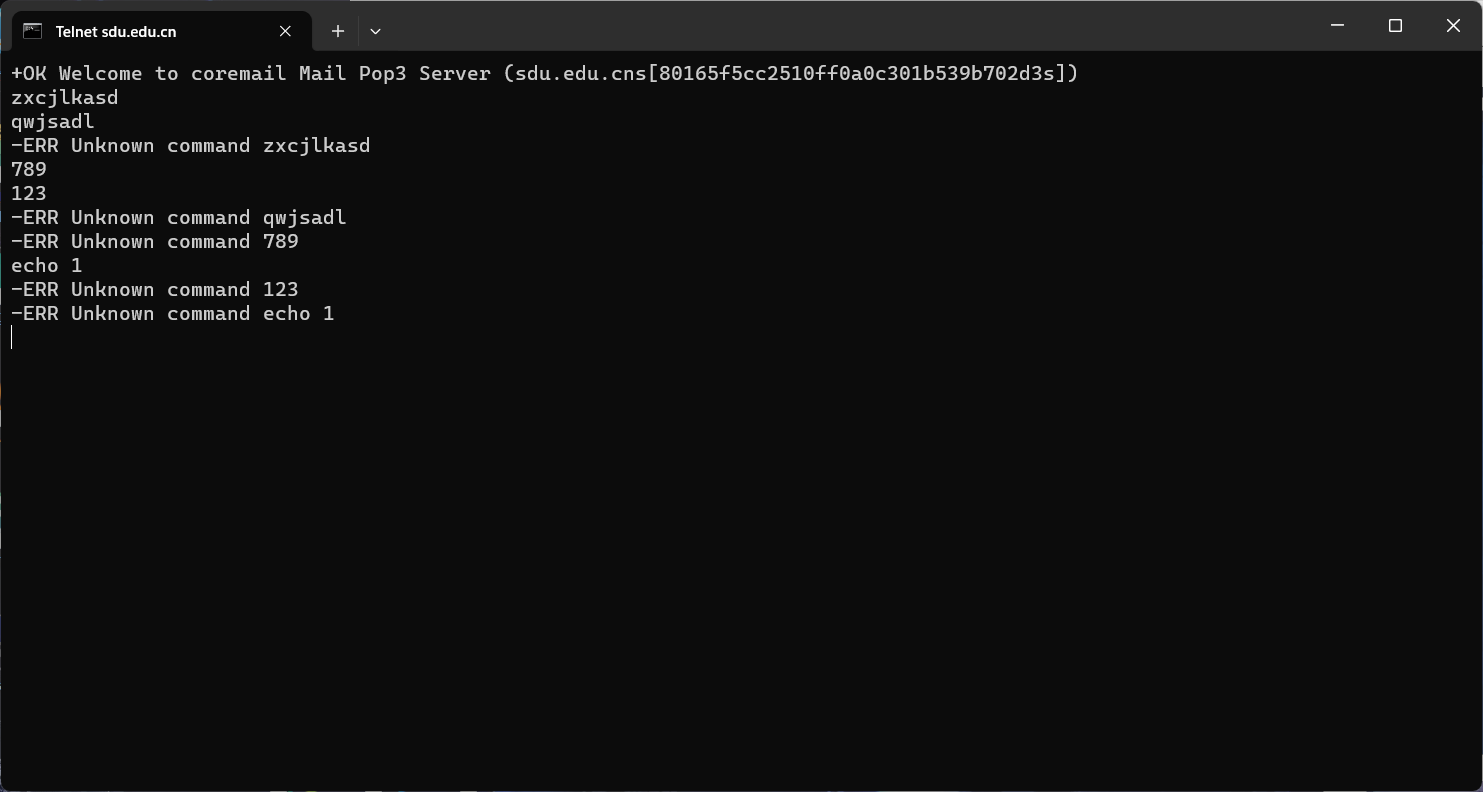 Telnet sdu.edu.cn
+OK Welcome to coremail Mail Pop3 Server (sdu.edu.cns[80165f5cc2510ff0a0c301b539b702d3s])
zxcjlkasd
qwjsadl
-ERR Unknown command zxcjlkasd
789
123
-ERR Unknown command qwjsadl
-ERR Unknown command 789
echo 1
-ERR Unknown command 123
-ERR Unknown command echo 1